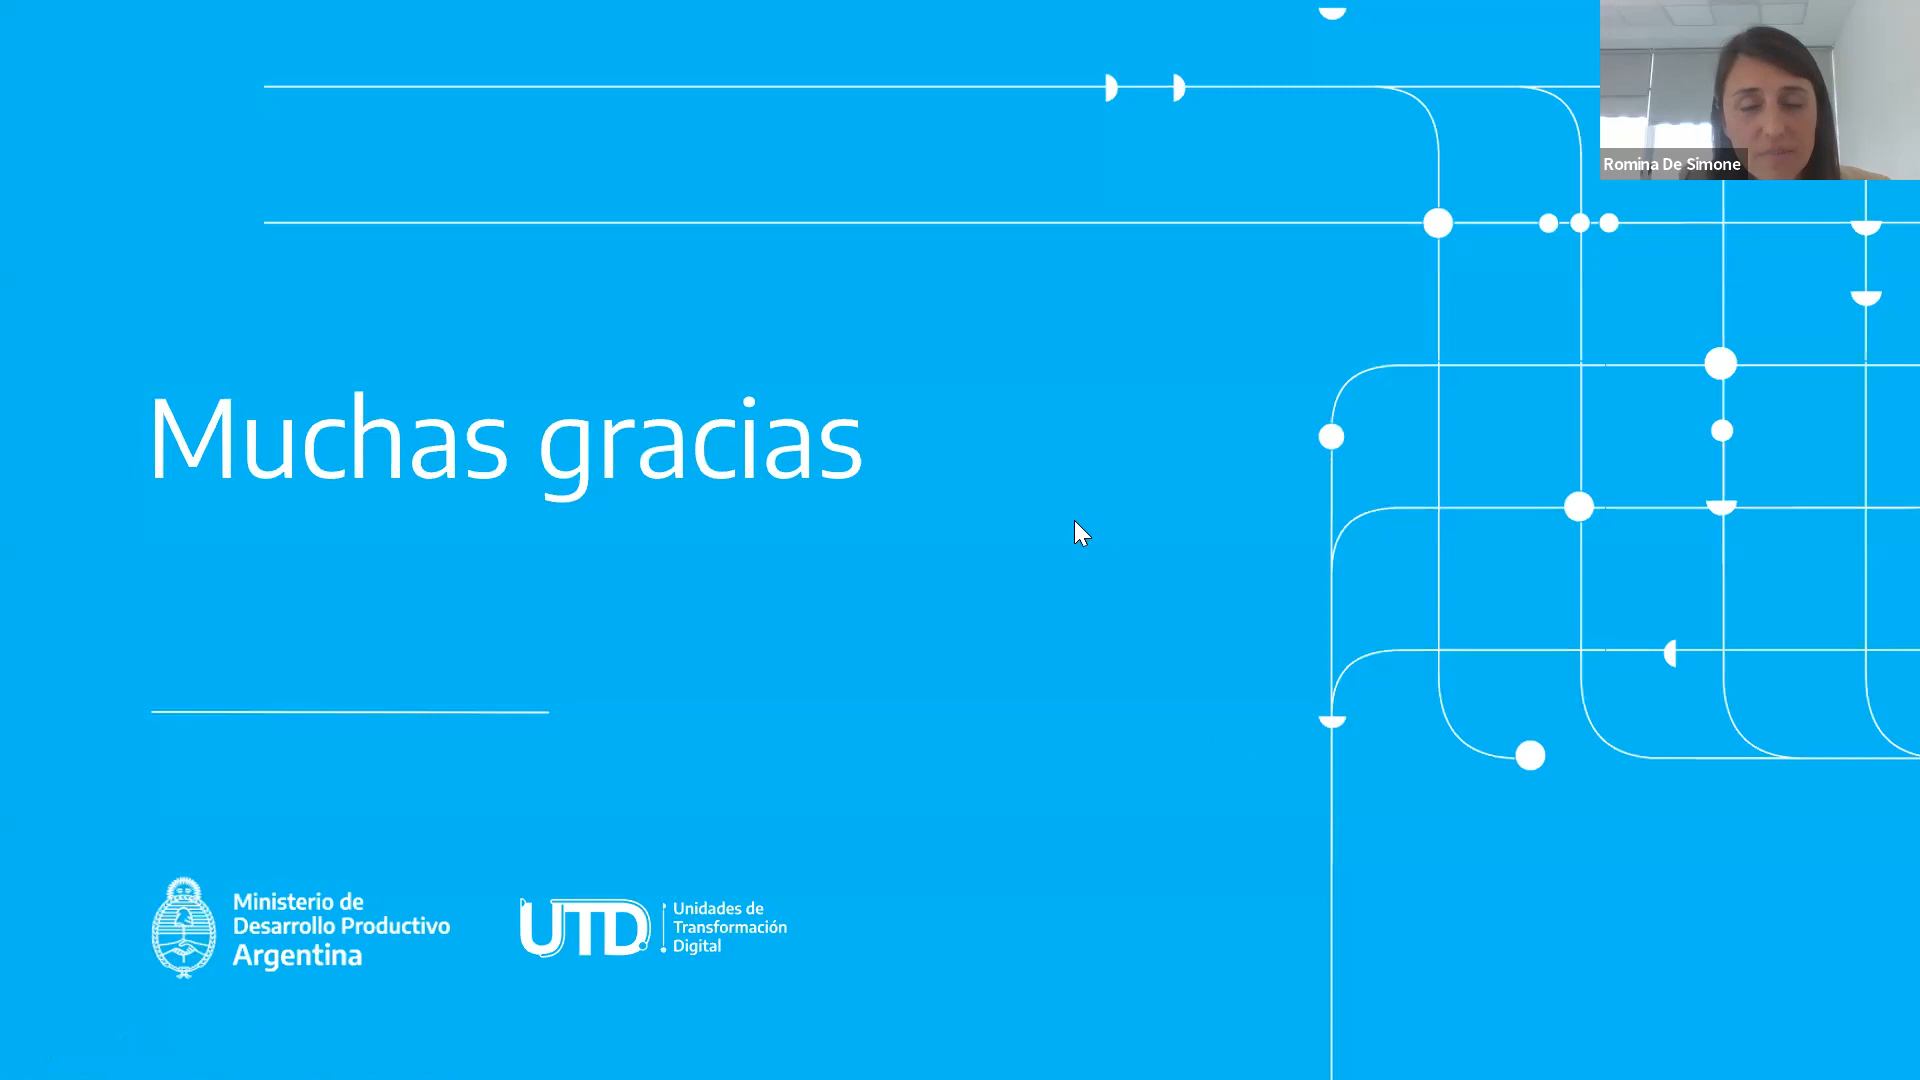 Romina De Simone
Muchas gracias
Ministerio de
Desarrollo Productivo
Argentina
UTD
Unidades de
Transformación
Digital